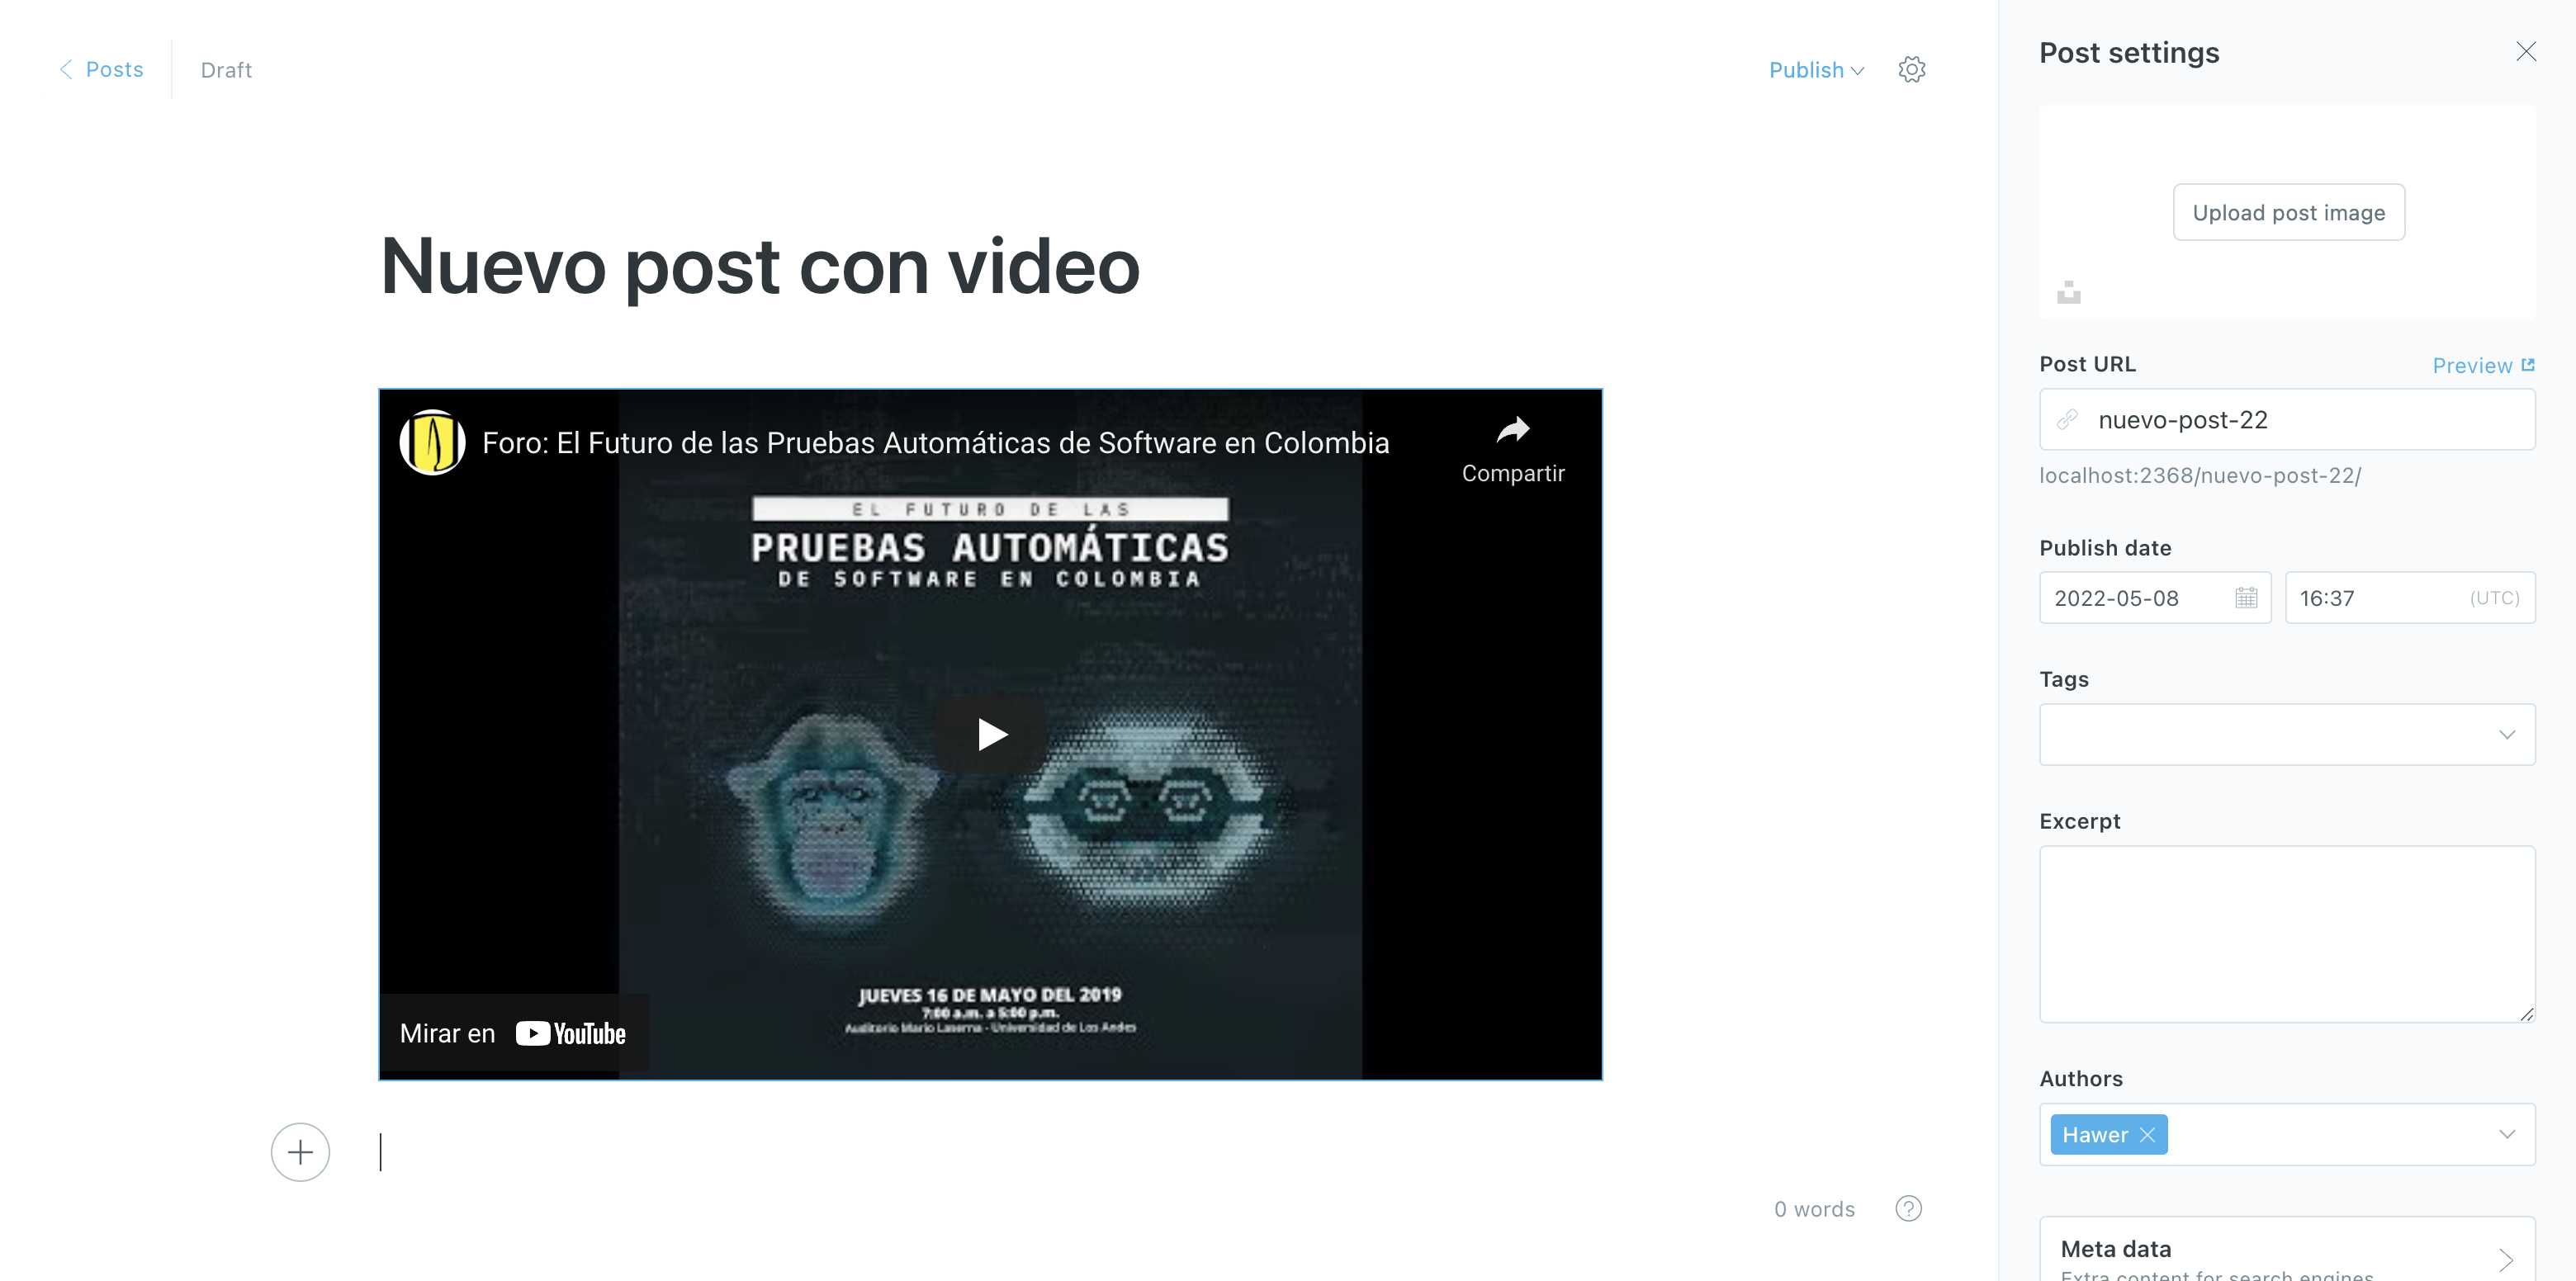 Posts
Draft
Publish
Nuevo post con video
Foro: El Futuro de las Pruebas Automáticas de Software en Colombia
Compartir
EL FUTURO DE LAS
PRUEBAS AUTOMÁTICAS
DE SOFTWARE EN COLOMBIA
JUEVES 16 DE MAYO DEL 2019
7:00 a.m. a 5:00 p.m.
Auditorio Mario Laserna - Universidad de Los Andes
Mirar en YouTube
0 words
?
Post settings
Upload post image
Post URL
Preview
nuevo-post-22
localhost:2368/nuevo-post-22/
Publish date
2022-05-08
16:37 (UTC)
Tags
Excerpt
Authors
Hawer
Meta data
Extra content for search engines